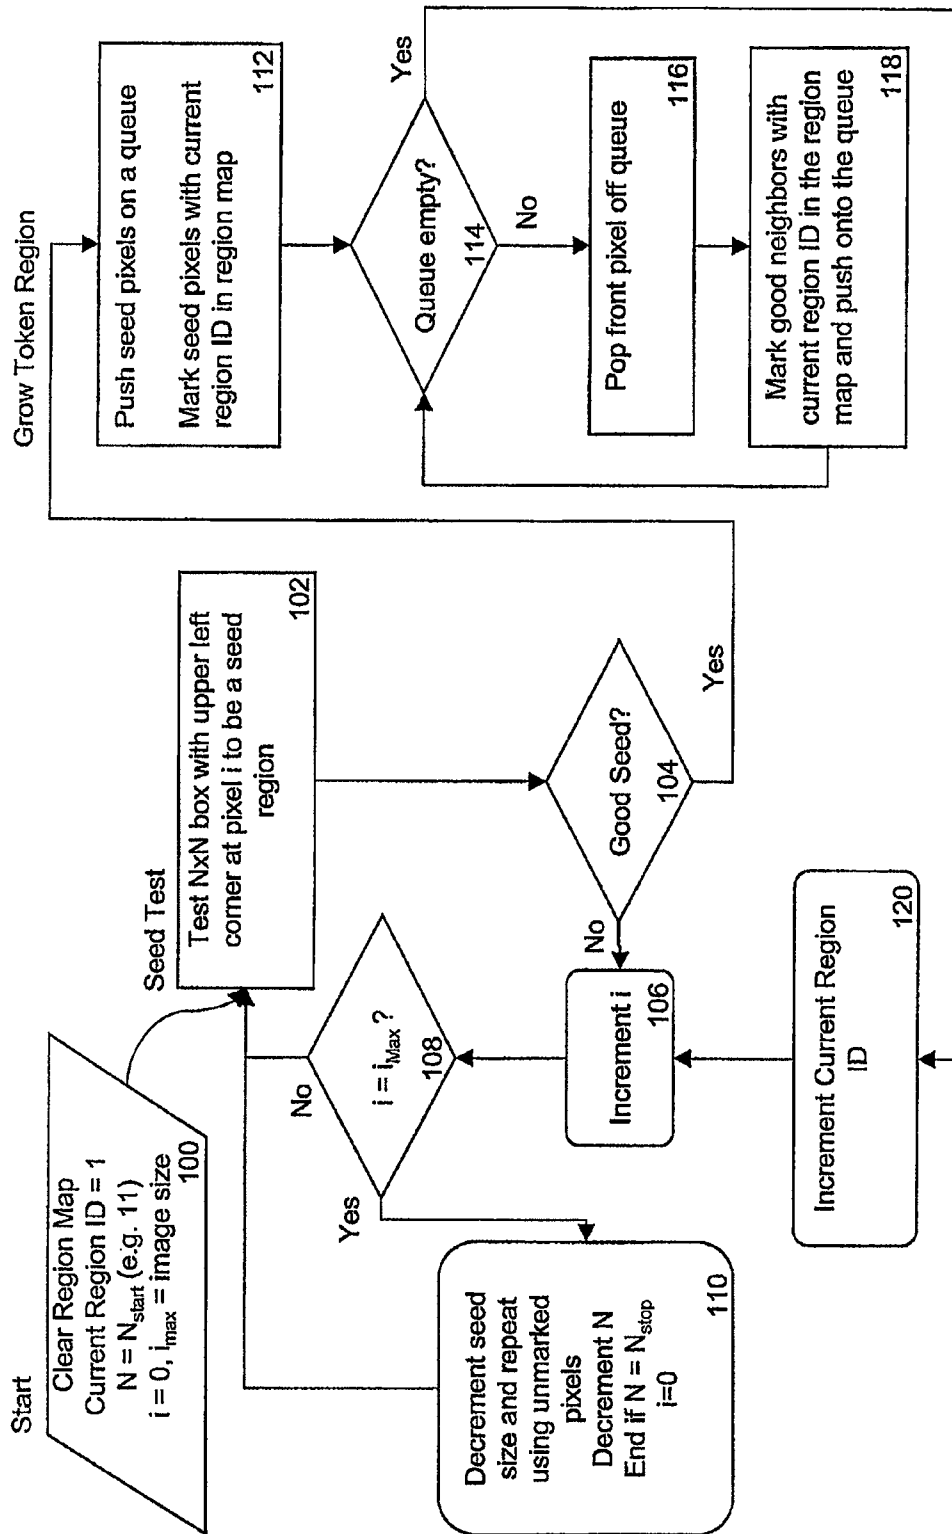 Start
Clear Region Map
Current Region ID = 1
N = Nstart (e.g. 11)
i = 0, imax = image size
100
Seed Test
Test NxN box with upper left
corner at pixel i to be a seed
region
102
Good Seed?
104
No
Yes
Increment i
106
i = iMax ?
108
No
Yes
Decrement seed
size and repeat
using unmarked
pixels
Decrement N
End if N = Nstop
i=0
110
Grow Token Region
Push seed pixels on a queue
Mark seed pixels with current
region ID in region map
112
Queue empty?
114
Yes
No
Pop front pixel off queue
116
Mark good neighbors with
current region ID in the region
map and push onto the queue
118
Increment Current Region
ID
120